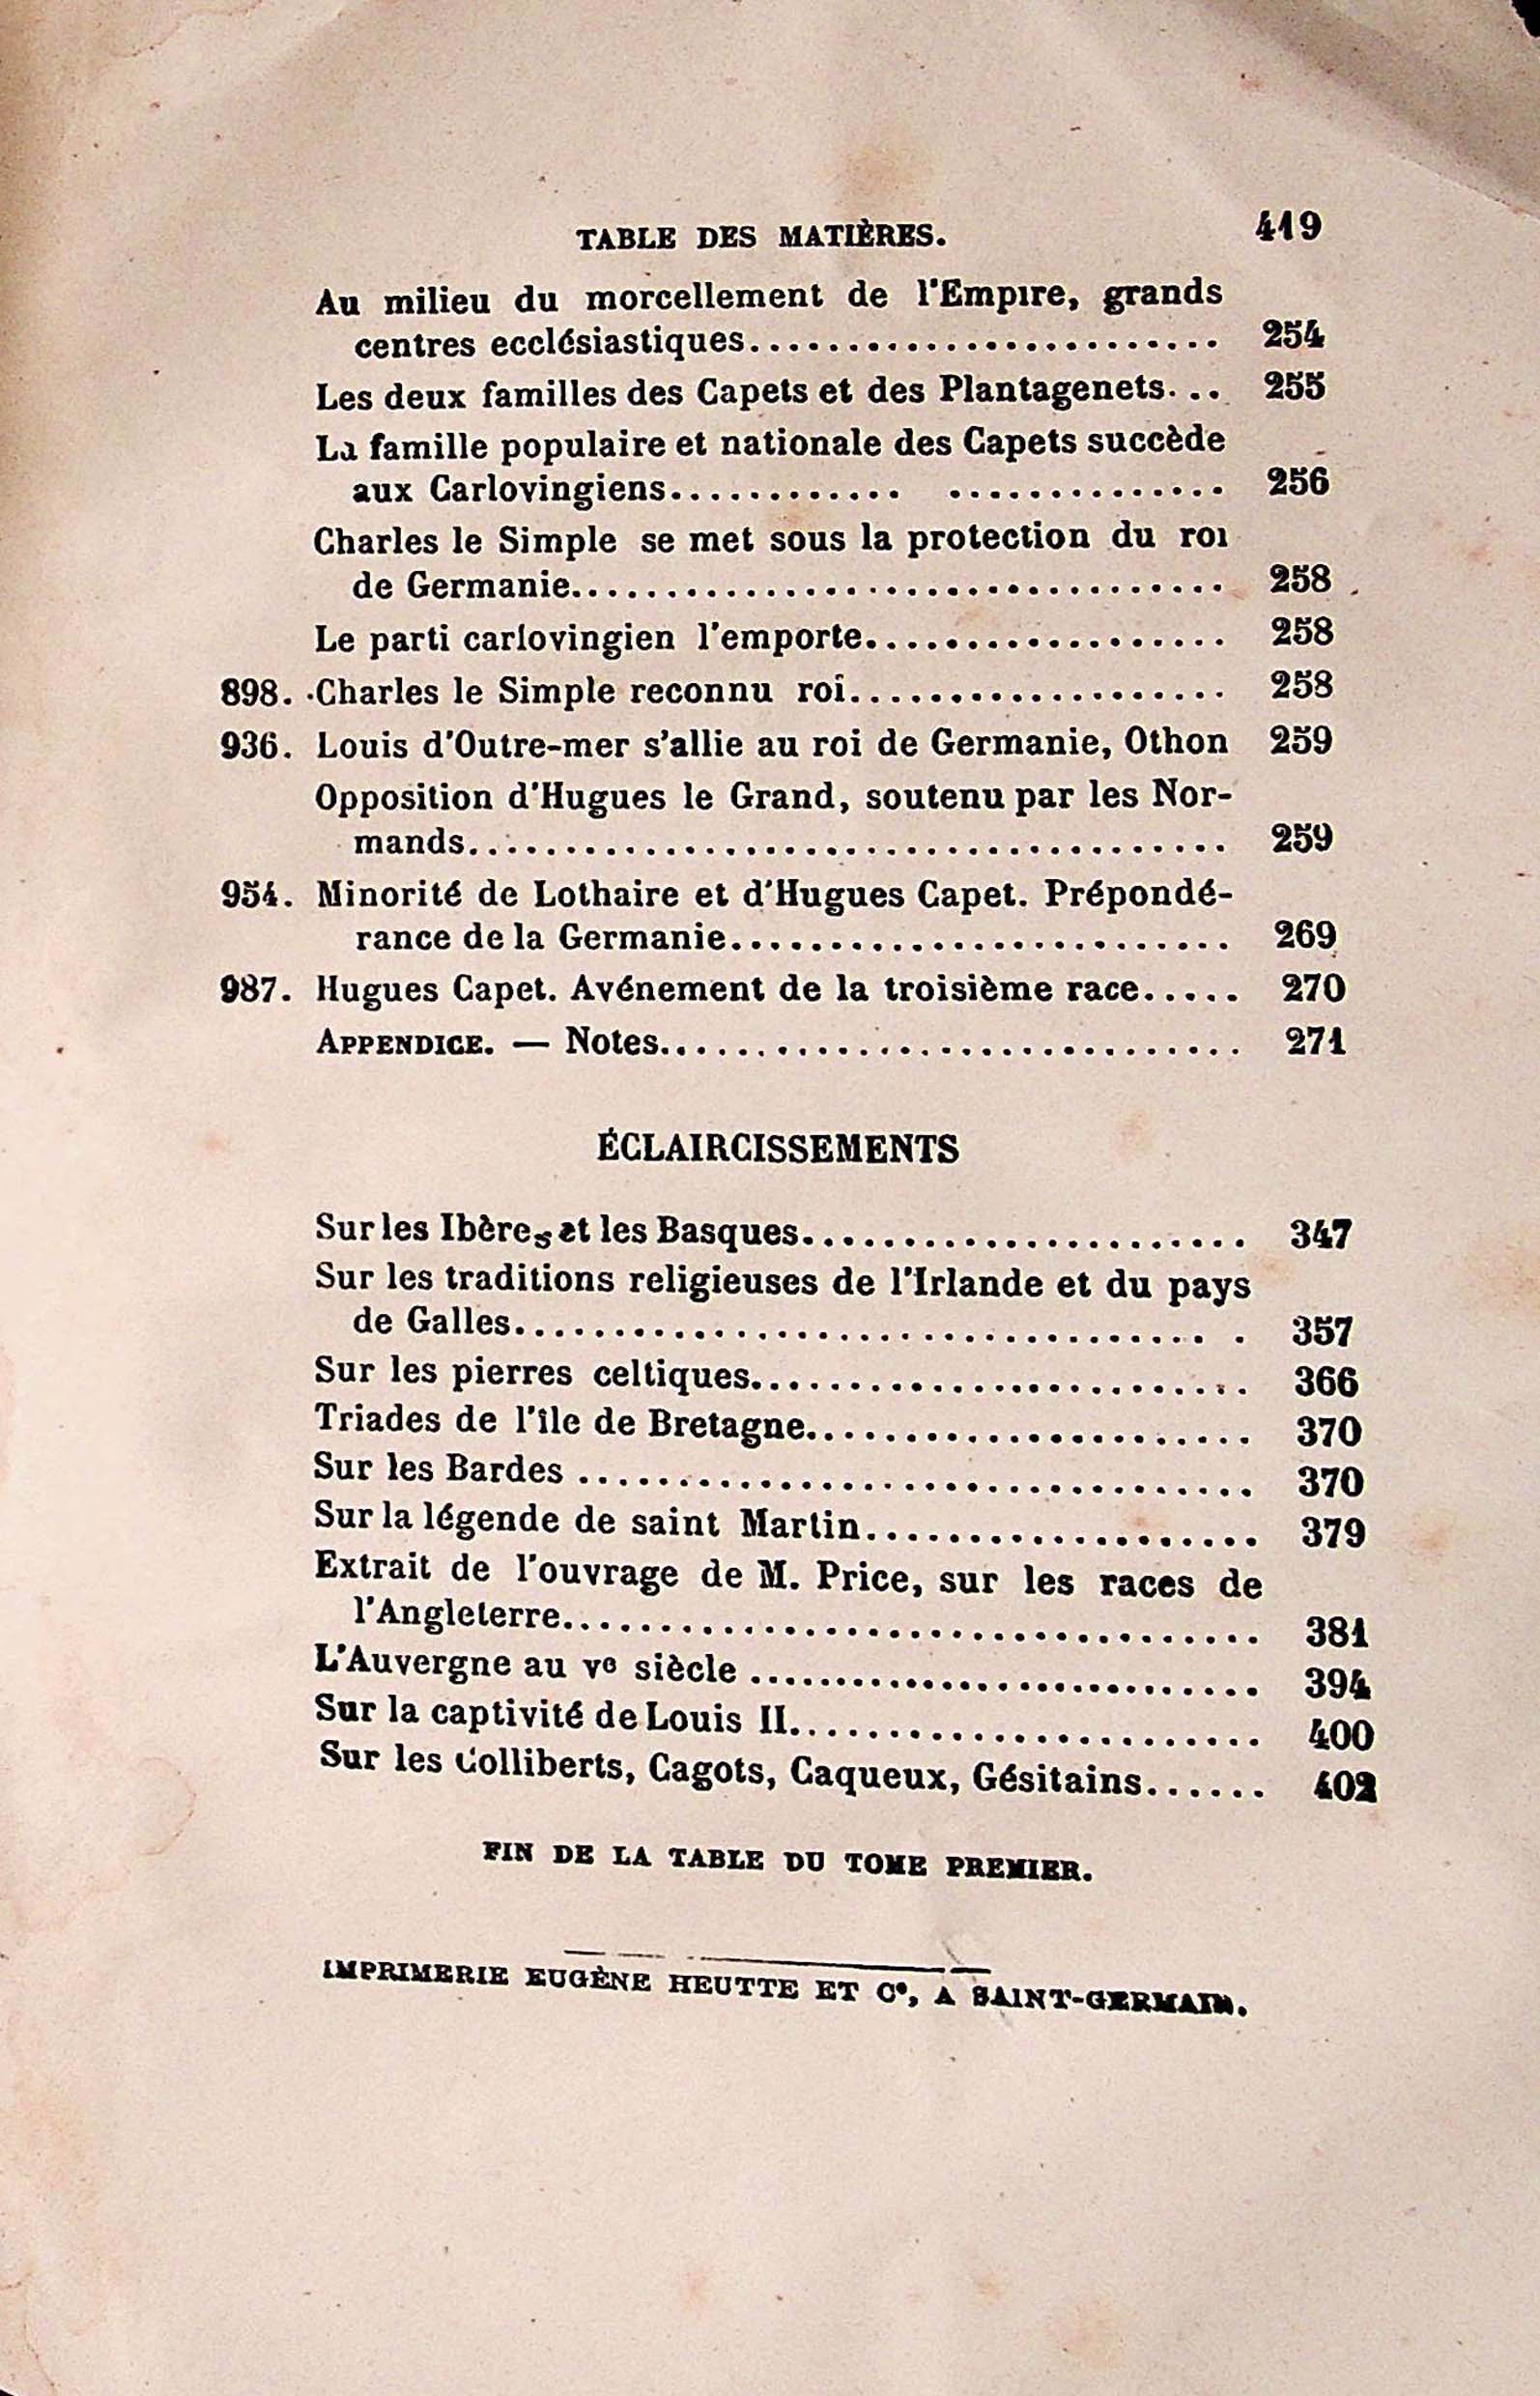 TABLE DES MATIÈRES. 419
Au milieu du morcellement de l'Empire, grands
centres ecclésiastiques........................ 254
Les deux familles des Capets et des Plantagenets... 255
La famille populaire et nationale des Capets succède
aux Carlovingiens............ .............. 256
Charles le Simple se met sous la protection du roi
de Germanie................................. 258
Le parti carlovingien l'emporte.................. 258
898. Charles le Simple reconnu roi................... 258
936. Louis d'Outre-mer s'allie au roi de Germanie, Othon 259
Opposition d'Hugues le Grand, soutenu par les Nor-
mands....................................... 259
954. Minorité de Lothaire et d'Hugues Capet. Prépondé-
rance de la Germanie......................... 269
987. Hugues Capet. Avénement de la troisième race..... 270
APPENDICE. — Notes............................. 271
ÉCLAIRCISSEMENTS
Sur les Ibères et les Basques...................... 347
Sur les traditions religieuses de l'Irlande et du pays
de Galles................................... . 357
Sur les pierres celtiques......................... 366
Triades de l'île de Bretagne...................... 370
Sur les Bardes .................................. 370
Sur la légende de saint Martin.................... 379
Extrait de l'ouvrage de M. Price, sur les races de
l'Angleterre................................... 381
L'Auvergne au Ve siècle .......................... 394
Sur la captivité de Louis II........................ 400
Sur les Colliberts, Cagots, Caqueux, Gésitains...... 402
FIN DE LA TABLE DU TOME PREMIER.
IMPRIMERIE EUGÈNE HEUTTE ET Ce, A SAINT-GERMAIN.